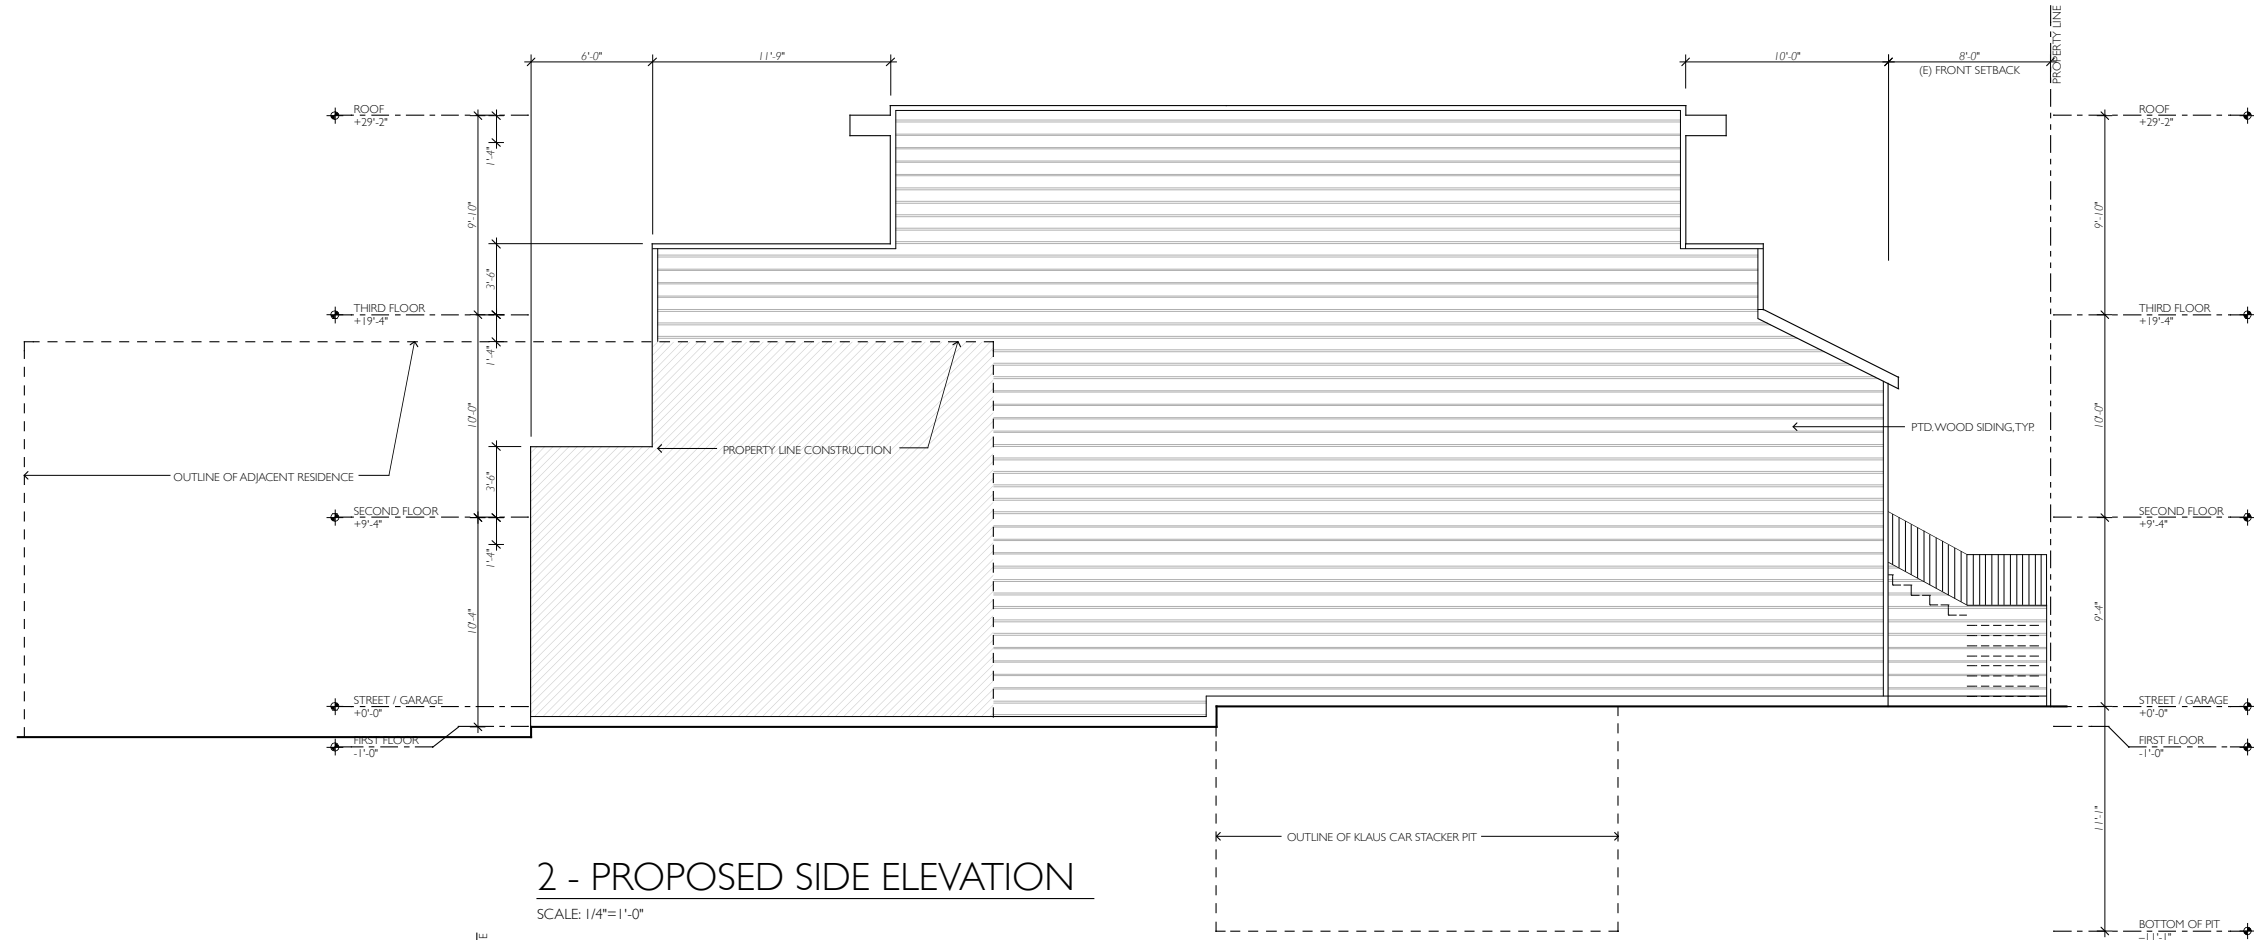 PROPERTY LINE
6'-0"
11'-9"
10'-0"
8'-0"
(E) FRONT SETBACK
ROOF
+29'-2"
ROOF
+29'-2"
1'-4"
9'-10"
9'-10"
3'-6"
THIRD FLOOR
+19'-4"
THIRD FLOOR
+19'-4"
1'-4"
10'-0"
10'-0"
PTD. WOOD SIDING, TYP.
PROPERTY LINE CONSTRUCTION
OUTLINE OF ADJACENT RESIDENCE
3'-6"
SECOND FLOOR
+9'-4"
SECOND FLOOR
+9'-4"
1'-4"
10'-4"
9'-4"
STREET / GARAGE
+0'-0"
STREET / GARAGE
+0'-0"
FIRST FLOOR
-1'-0"
FIRST FLOOR
-1'-0"
11'-1"
OUTLINE OF KLAUS CAR STACKER PIT
2 - PROPOSED SIDE ELEVATION
SCALE: 1/4"=1'-0"
BOTTOM OF PIT
-11'-1"
E